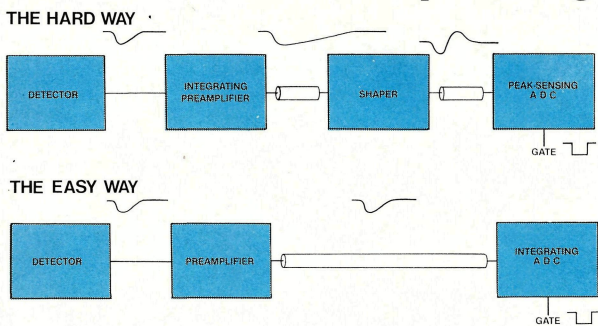 THE HARD WAY
DETECTOR
INTEGRATING
PREAMPLIFIER
SHAPER
PEAK-SENSING
A D C
GATE
THE EASY WAY
DETECTOR
PREAMPLIFIER
INTEGRATING
A D C
GATE